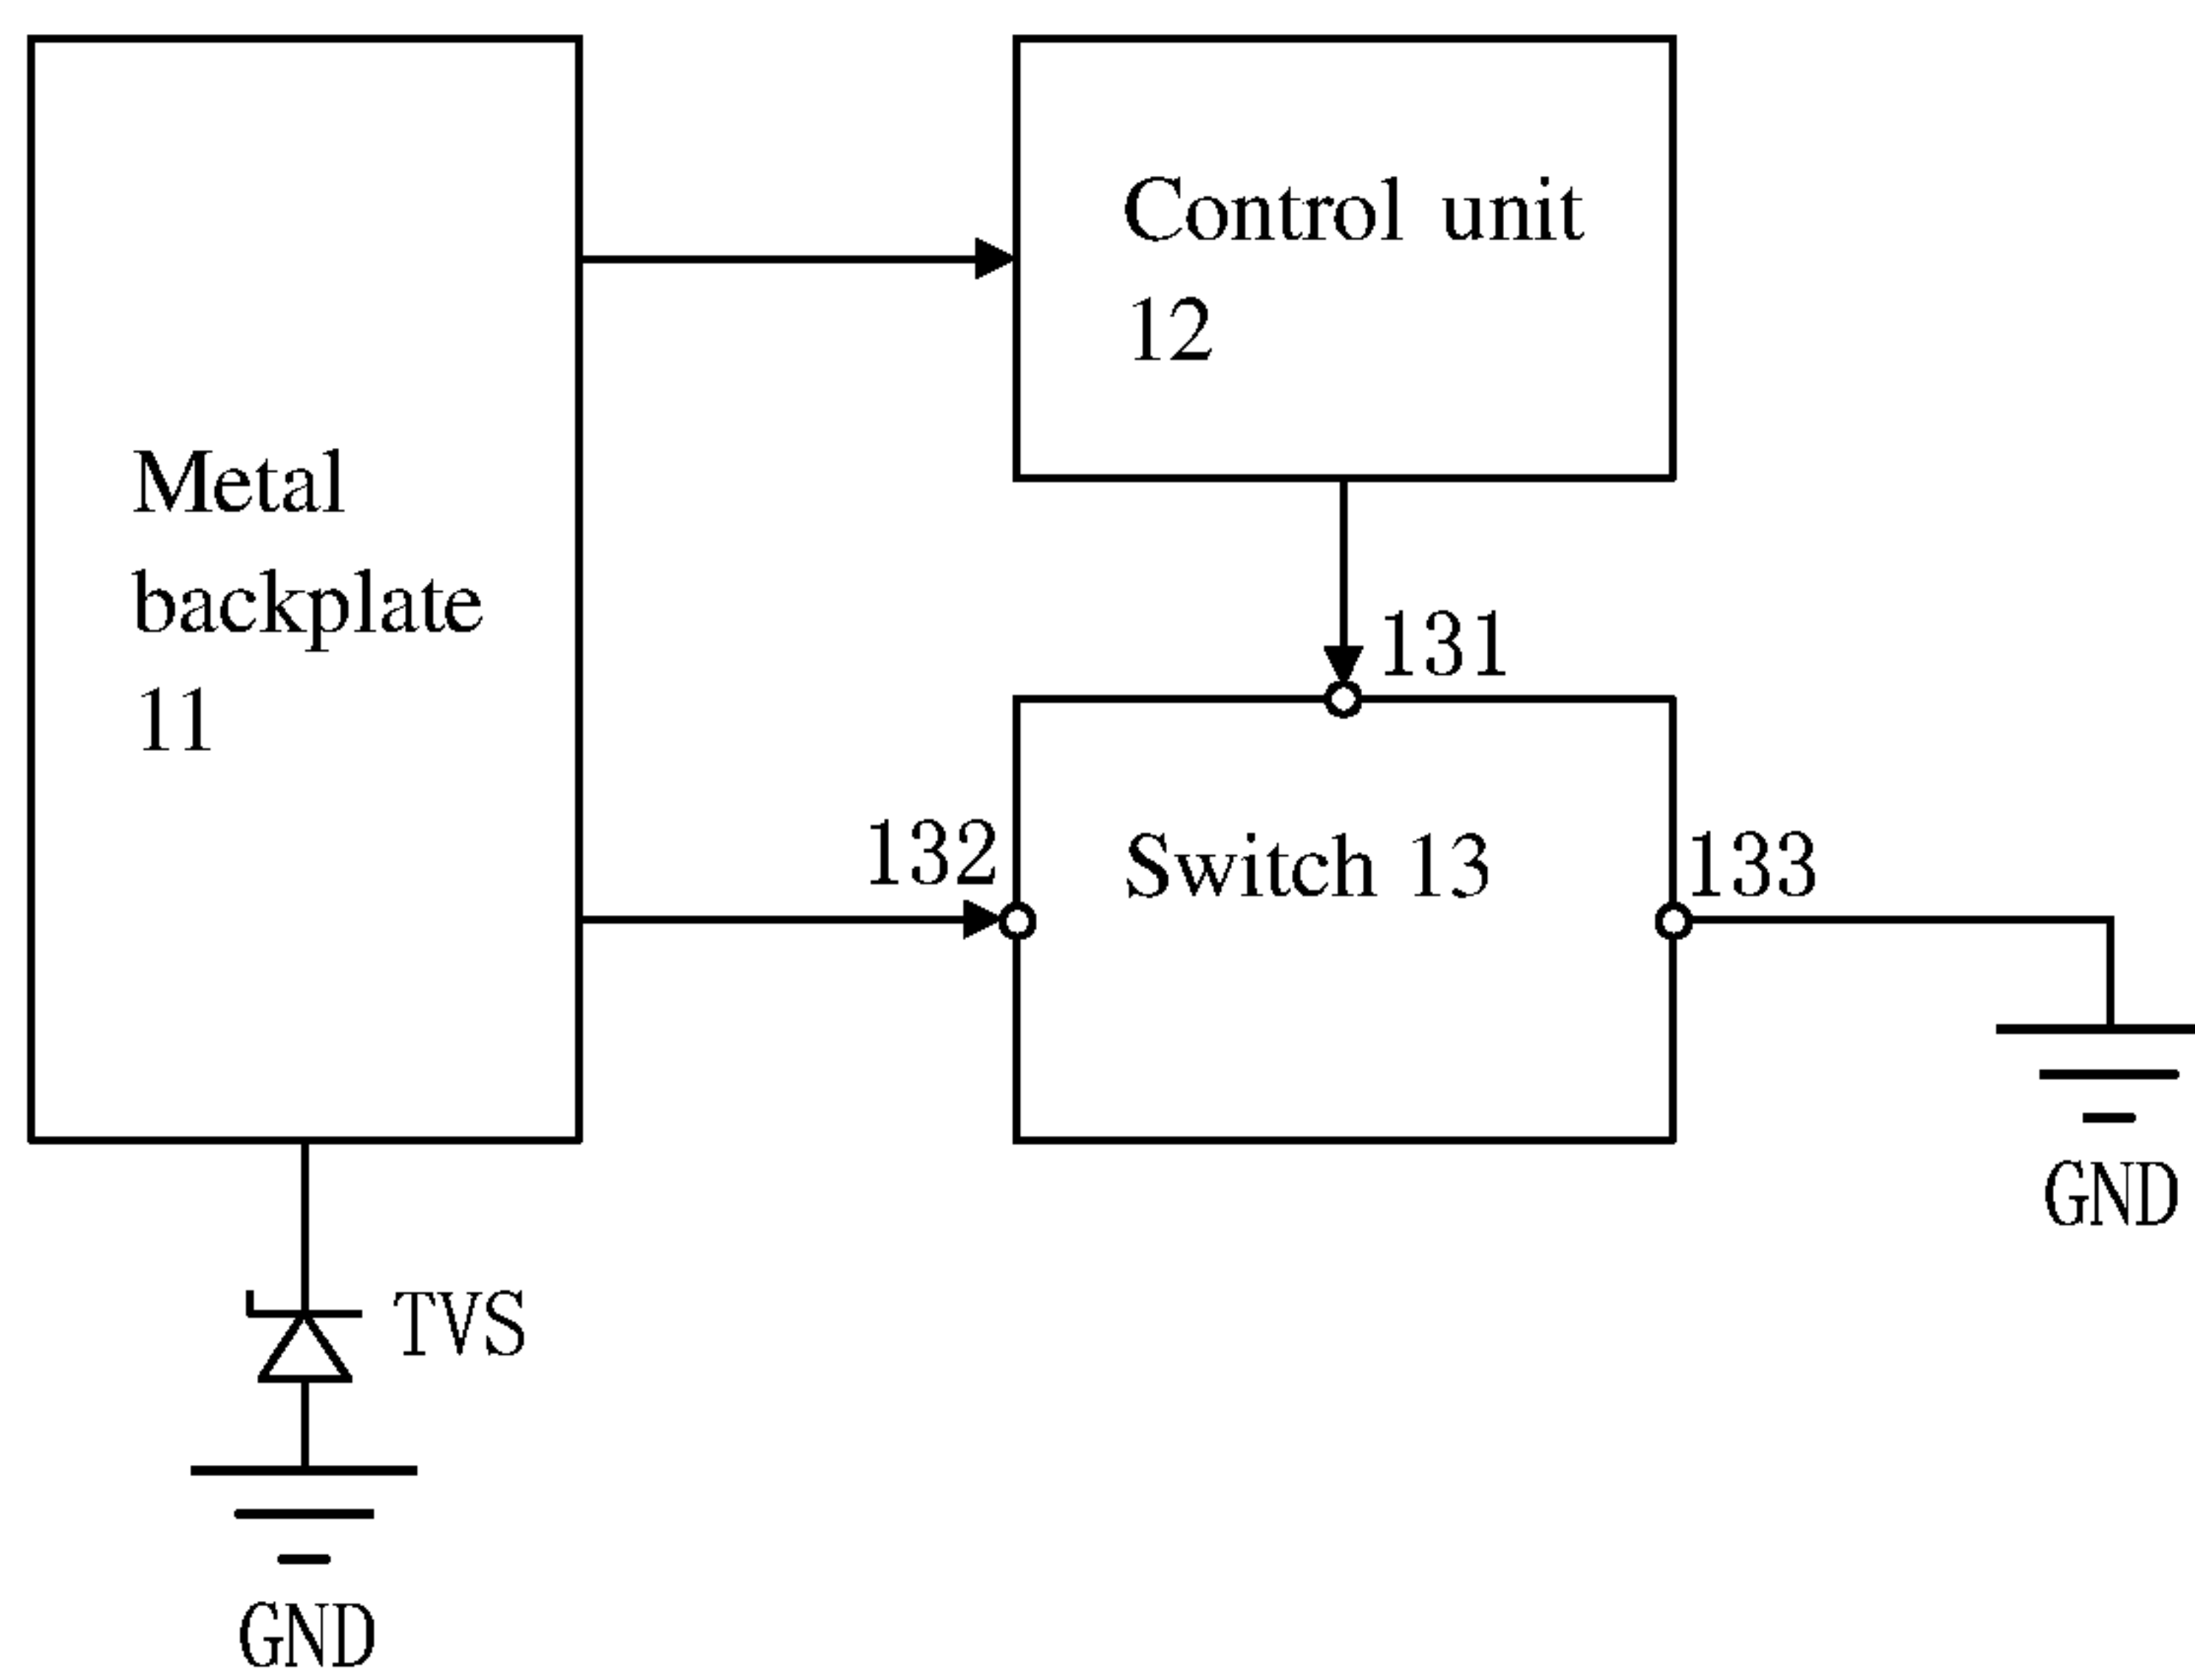 Control unit
12
Metal
backplate
11
131
132
Switch 13
133
GND
TVS
GND